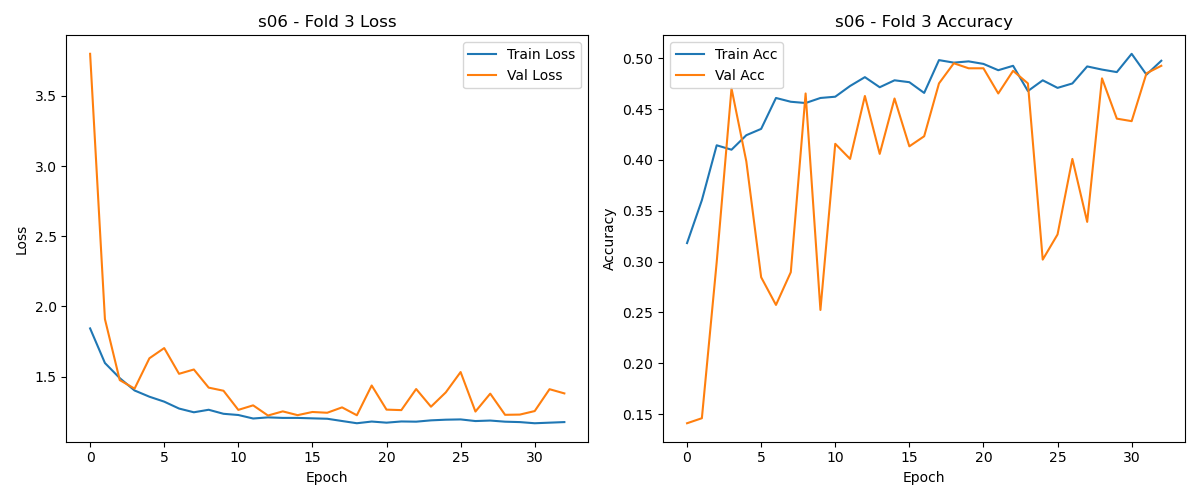 s06 - Fold 3 Loss
Train Loss
Val Loss
Loss
3.5
3.0
2.5
2.0
1.5
0
5
10
15
20
25
30
Epoch
s06 - Fold 3 Accuracy
Train Acc
Val Acc
Accuracy
0.50
0.45
0.40
0.35
0.30
0.25
0.20
0.15
0
5
10
15
20
25
30
Epoch